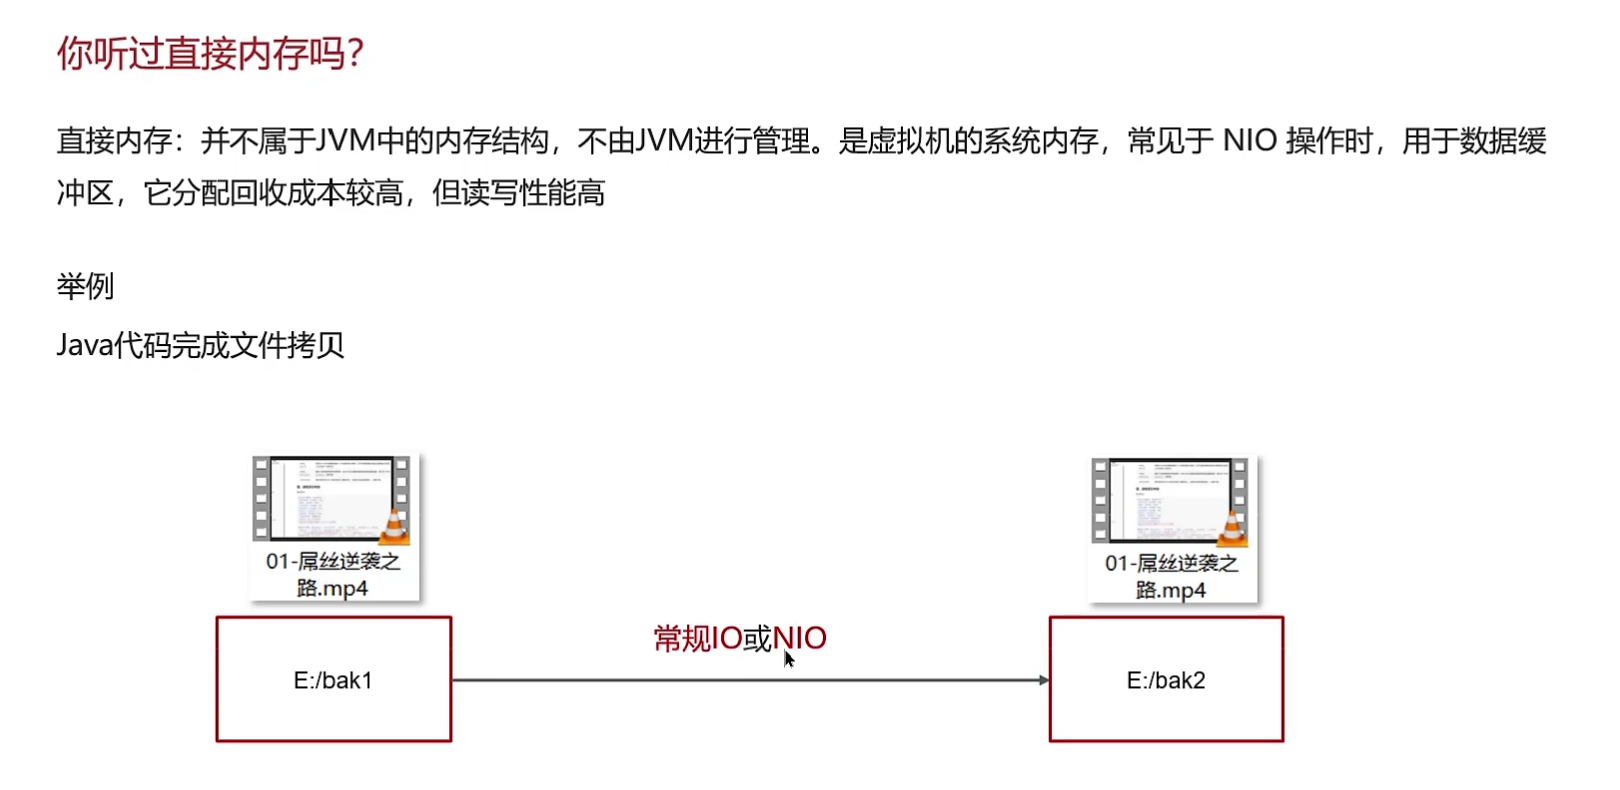 你听过直接内存吗？
直接内存：并不属于JVM中的内存结构，不由JVM进行管理。是虚拟机的系统内存，常见于 NIO 操作时，用于数据缓
冲区，它分配回收成本较高，但读写性能高
举例
Java代码完成文件拷贝
01-屌丝逆袭之
路.mp4
01-屌丝逆袭之
路.mp4
常规IO或NIO
E:/bak1
E:/bak2